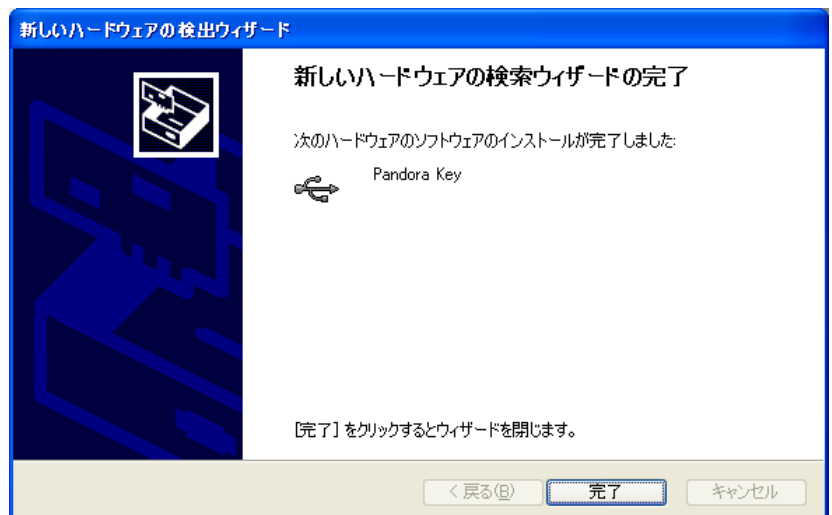 新しいハードウェアの検出ウィザード
新しいハードウェアの検索ウィザードの完了
次のハードウェアのソフトウェアのインストールが完了しました:
Pandora Key
[完了] をクリックするとウィザードを閉じます。
< 戻る(B)
完了
キャンセル